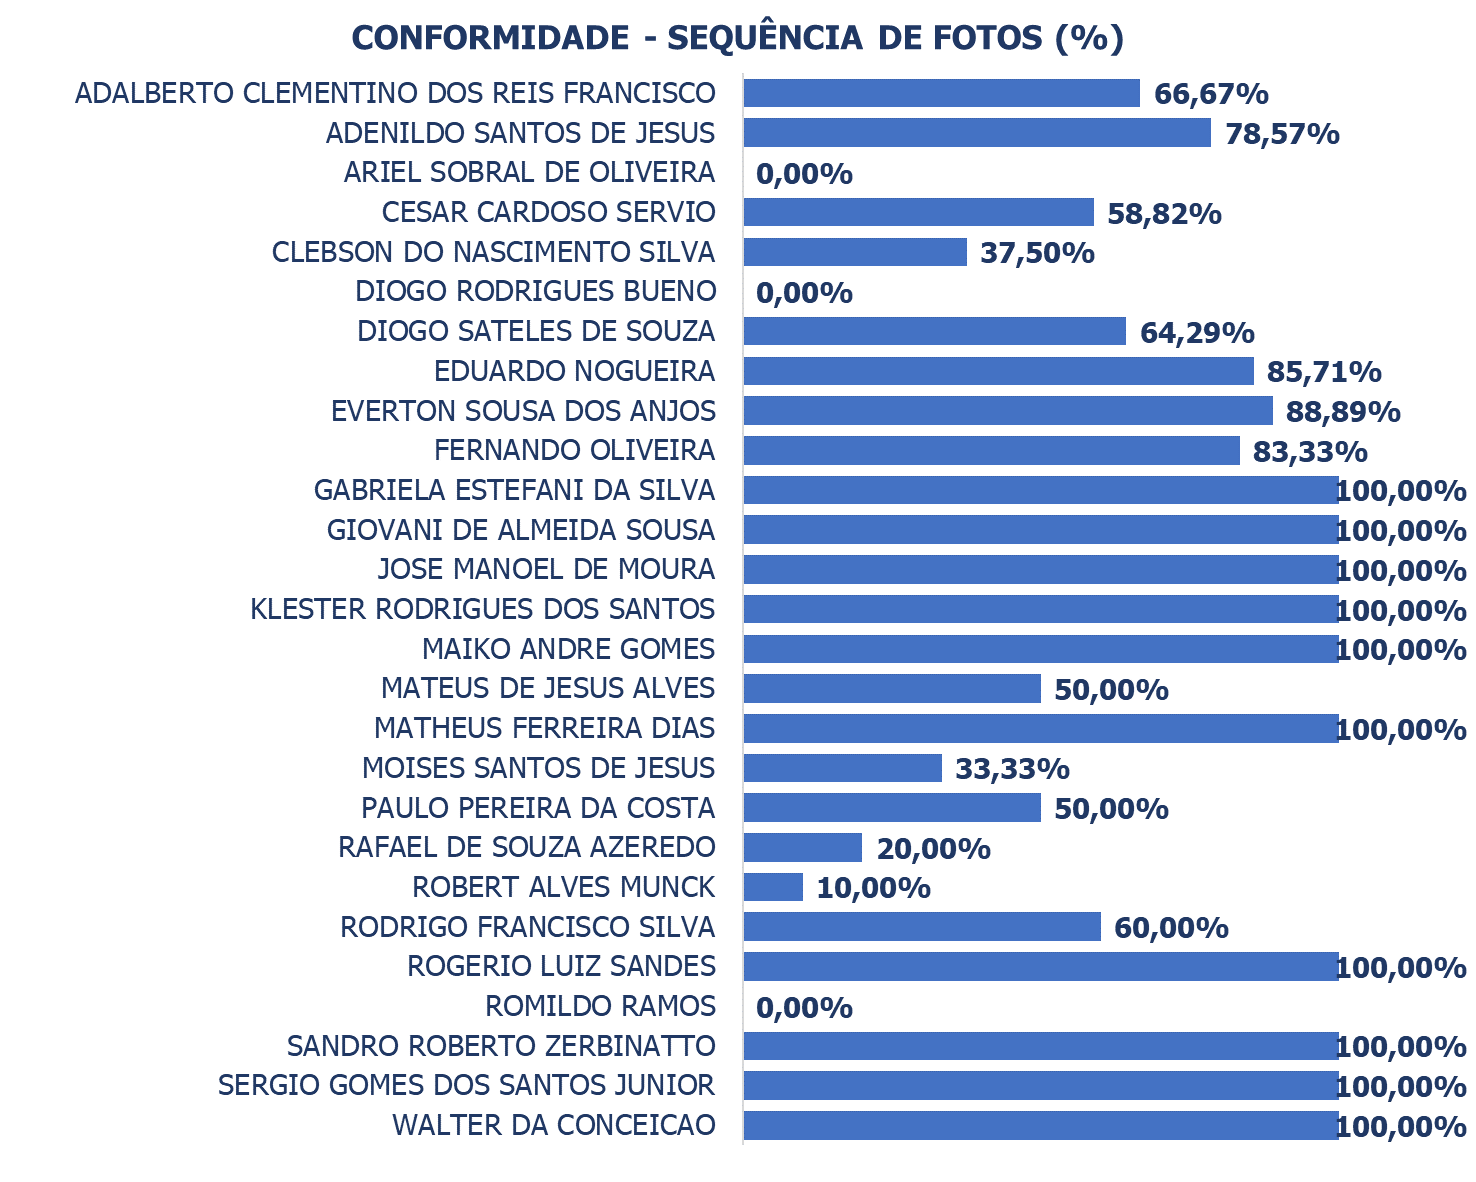 CONFORMIDADE - SEQUÊNCIA DE FOTOS (%)
ADALBERTO CLEMENTINO DOS REIS FRANCISCO 66,67%
ADENILDO SANTOS DE JESUS 78,57%
ARIEL SOBRAL DE OLIVEIRA 0,00%
CESAR CARDOSO SERVIO 58,82%
CLEBSON DO NASCIMENTO SILVA 37,50%
DIOGO RODRIGUES BUENO 0,00%
DIOGO SATELES DE SOUZA 64,29%
EDUARDO NOGUEIRA 85,71%
EVERTON SOUSA DOS ANJOS 88,89%
FERNANDO OLIVEIRA 83,33%
GABRIELA ESTEFANI DA SILVA 100,00%
GIOVANI DE ALMEIDA SOUSA 100,00%
JOSE MANOEL DE MOURA 100,00%
KLESTER RODRIGUES DOS SANTOS 100,00%
MAIKO ANDRE GOMES 100,00%
MATEUS DE JESUS ALVES 50,00%
MATHEUS FERREIRA DIAS 100,00%
MOISES SANTOS DE JESUS 33,33%
PAULO PEREIRA DA COSTA 50,00%
RAFAEL DE SOUZA AZEREDO 20,00%
ROBERT ALVES MUNCK 10,00%
RODRIGO FRANCISCO SILVA 60,00%
ROGERIO LUIZ SANDES 100,00%
ROMILDO RAMOS 0,00%
SANDRO ROBERTO ZERBINATTO 100,00%
SERGIO GOMES DOS SANTOS JUNIOR 100,00%
WALTER DA CONCEICAO 100,00%